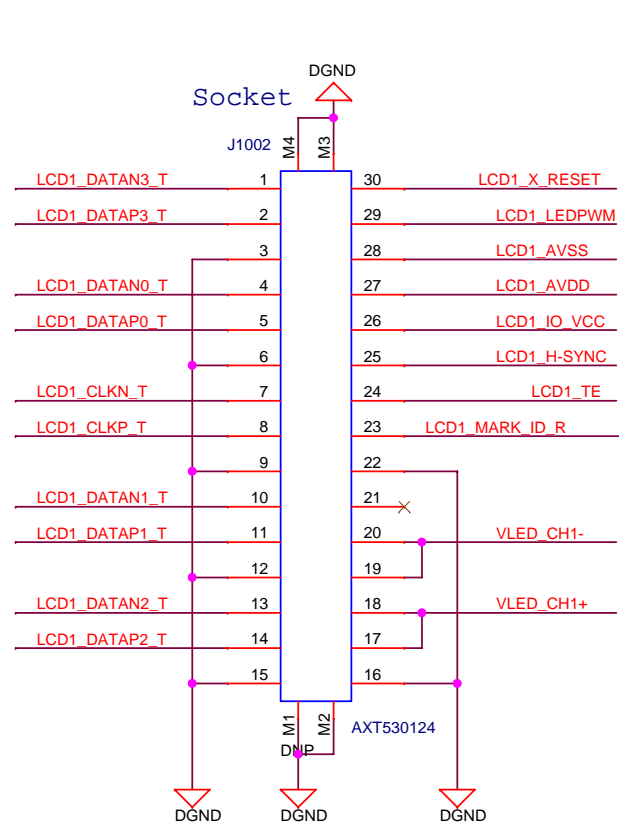 DGND
Socket
J1002
M4
M3
LCD1_DATAN3_T 1 30 LCD1_X_RESET
LCD1_DATAP3_T 2 29 LCD1_LEDPWM
3 28 LCD1_AVSS
LCD1_DATAN0_T 4 27 LCD1_AVDD
LCD1_DATAP0_T 5 26 LCD1_IO_VCC
6 25 LCD1_H-SYNC
LCD1_CLKN_T 7 24 LCD1_TE
LCD1_CLKP_T 8 23 LCD1_MARK_ID_R
9 22
LCD1_DATAN1_T 10 21
LCD1_DATAP1_T 11 20 VLED_CH1-
12 19
LCD1_DATAN2_T 13 18 VLED_CH1+
LCD1_DATAP2_T 14 17
15 16
M1
M2
AXT530124
DNP
DGND DGND DGND